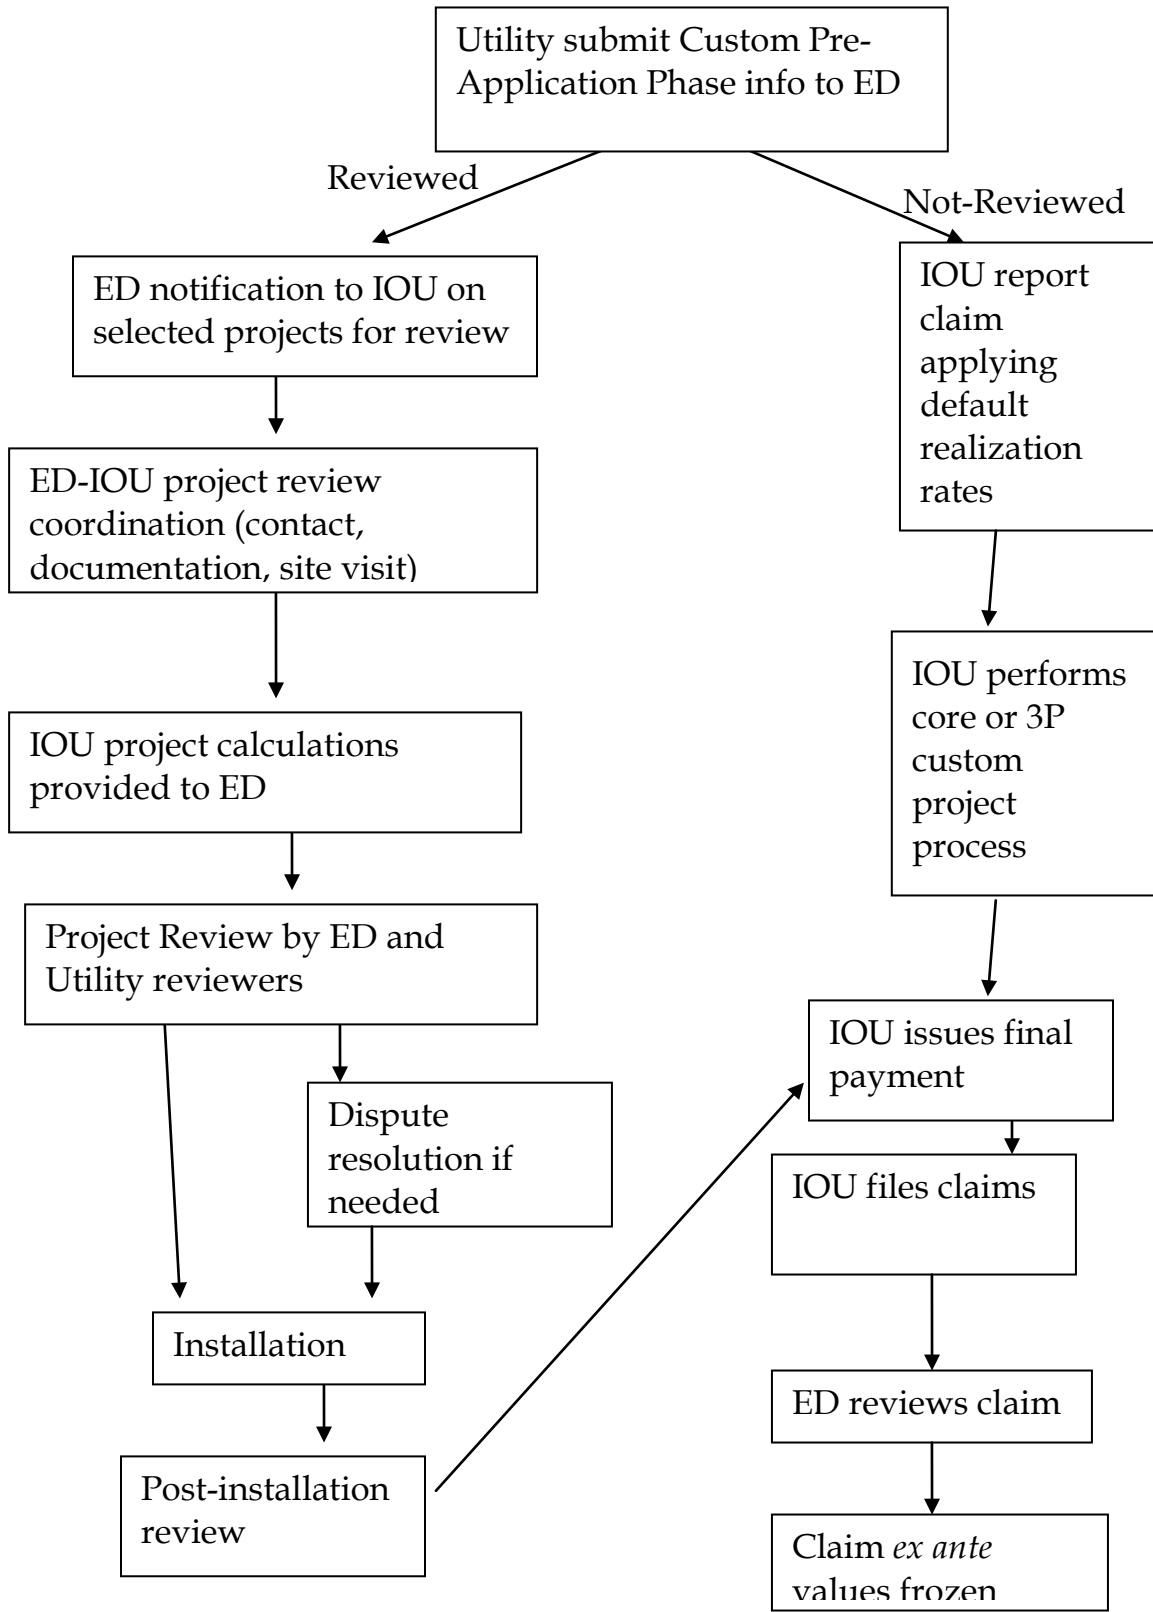 Utility submit Custom Pre-
Application Phase info to ED
Reviewed
Not-Reviewed
ED notification to IOU on
selected projects for review
ED-IOU project review
coordination (contact,
documentation, site visit)
IOU project calculations
provided to ED
Project Review by ED and
Utility reviewers
Dispute
resolution if
needed
Installation
Post-installation
review
IOU report
claim
applying
default
realization
rates
IOU performs
core or 3P
custom
project
process
IOU issues final
payment
IOU files claims
ED reviews claim
Claim ex ante
values frozen